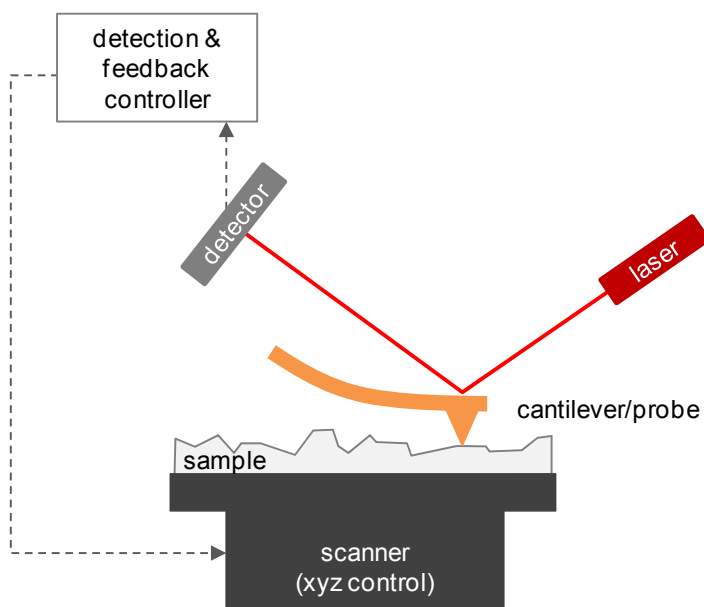 detection &
feedback
controller
detector
laser
cantilever/probe
sample
scanner
(xyz control)